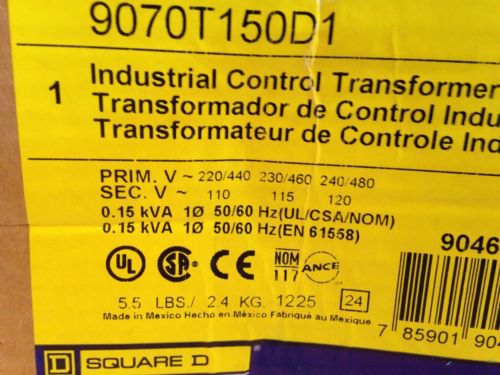 9070T150D1
1 Industrial Control Transformer
Transformador de Control Indu
Transformateur de Controle Ind
PRIM. V ~ 220/440 230/460 240/480
SEC. V ~ 110 115 120
0.15 kVA 1Ø 50/60 Hz(UL/CSA/NOM)
0.15 kVA 1Ø 50/60 Hz(EN 61558)
9046
UL SA CE NOM 117 ANCE
5.5 LBS./ 2.4 KG. 1225 24
Made in Mexico Hecho en México Fabriqué au Mexique
7 85901 904
D SQUARE D